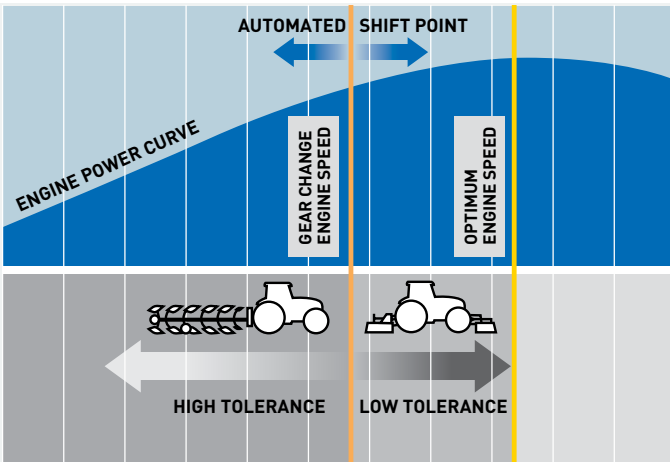 AUTOMATED SHIFT POINT
ENGINE POWER CURVE
GEAR CHANGE
ENGINE SPEED
OPTIMUM
ENGINE SPEED
HIGH TOLERANCE
LOW TOLERANCE